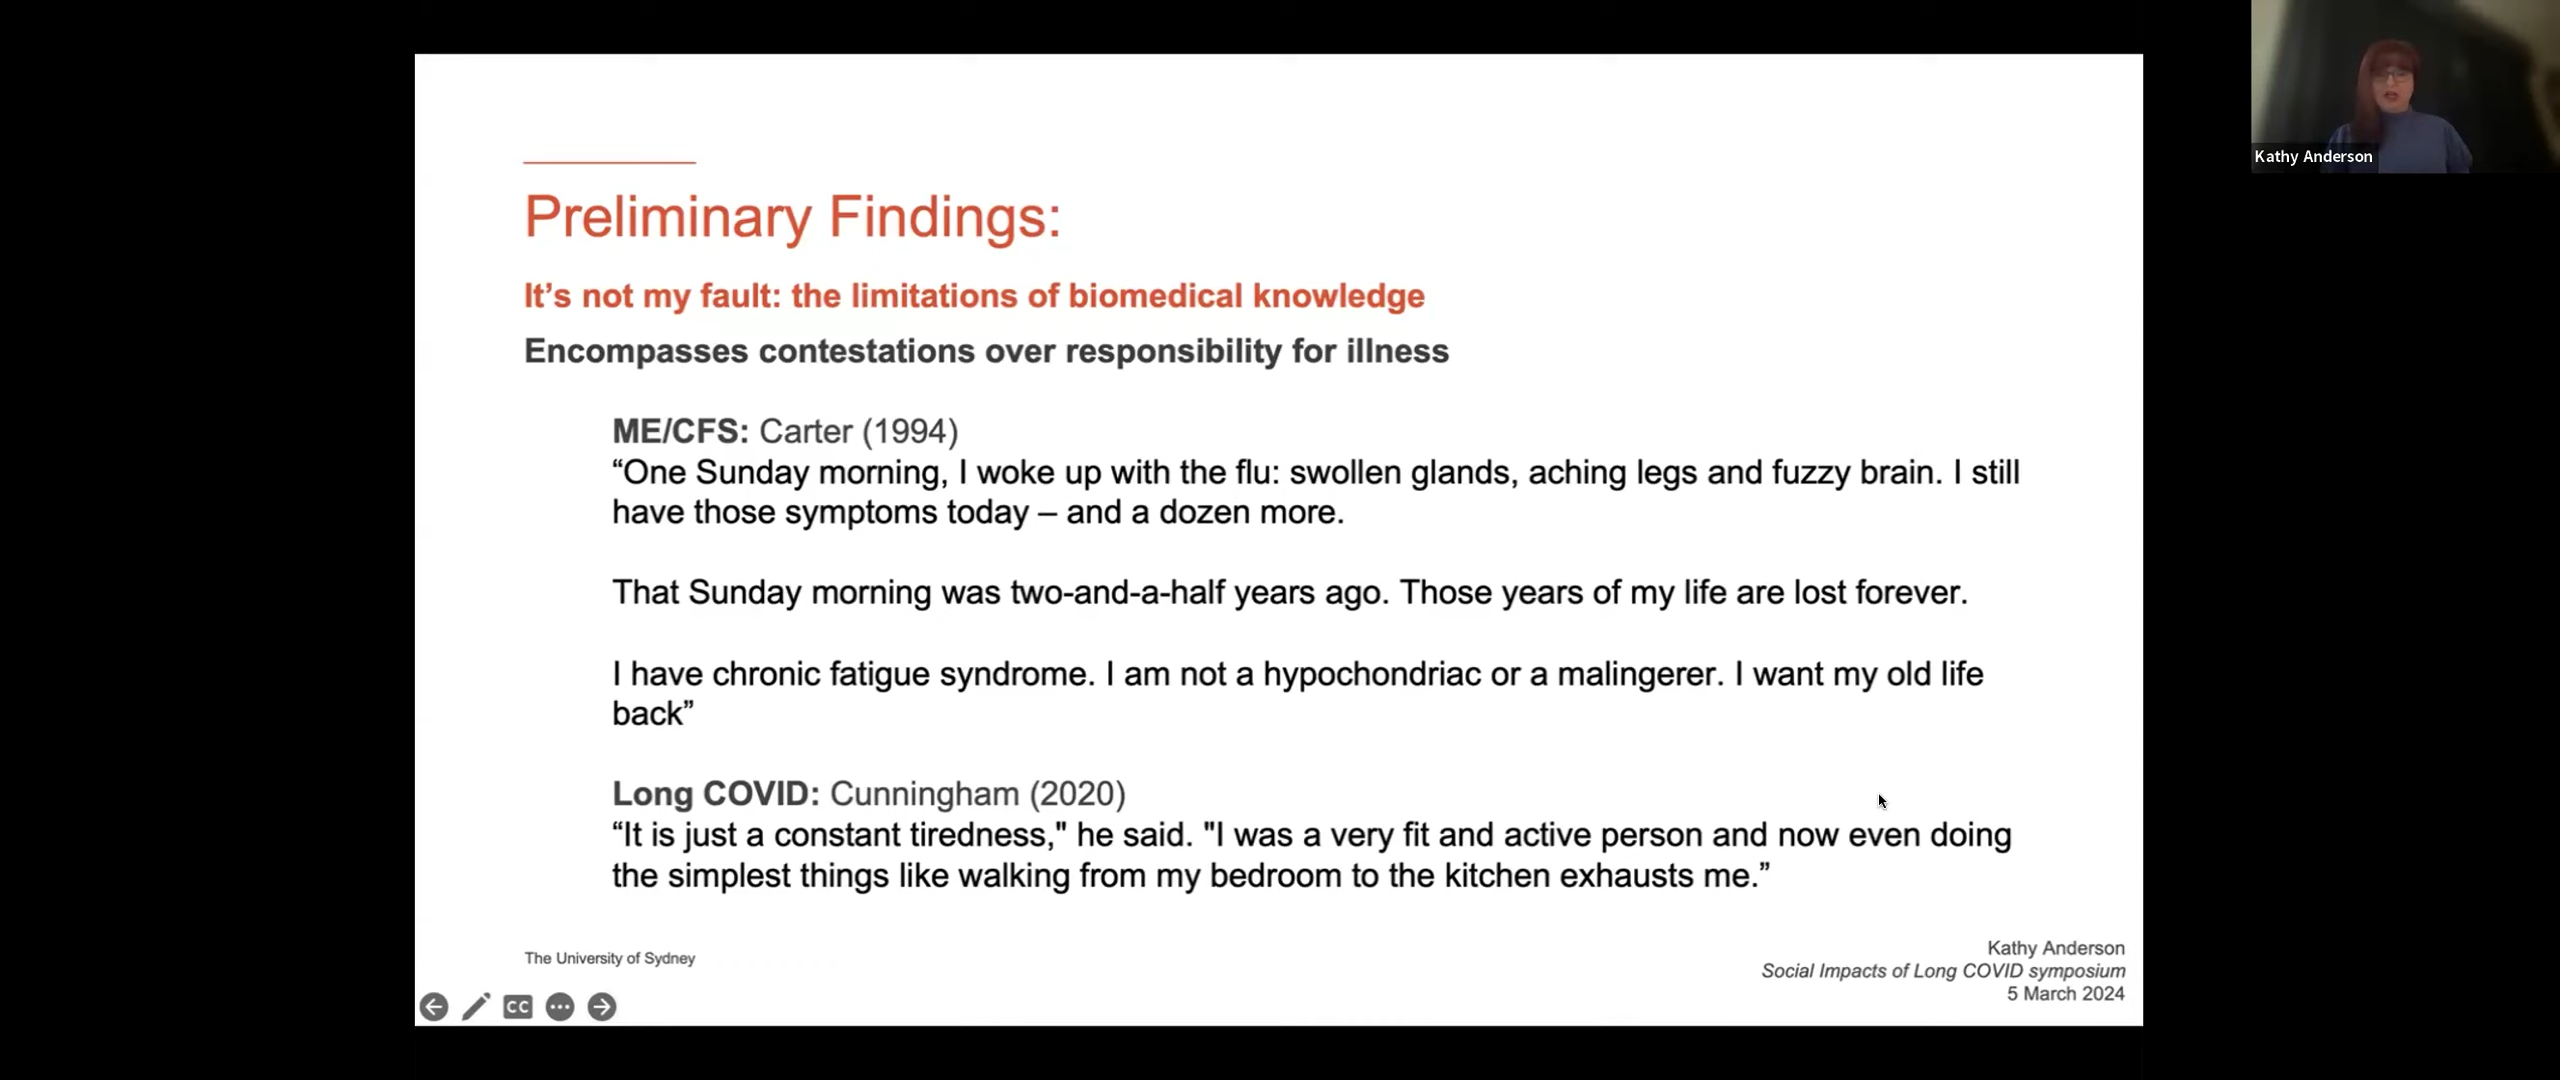 Kathy Anderson
Preliminary Findings:
It’s not my fault: the limitations of biomedical knowledge
Encompasses contestations over responsibility for illness
ME/CFS: Carter (1994)
“One Sunday morning, I woke up with the flu: swollen glands, aching legs and fuzzy brain. I still
have those symptoms today – and a dozen more.
That Sunday morning was two-and-a-half years ago. Those years of my life are lost forever.
I have chronic fatigue syndrome. I am not a hypochondriac or a malingerer. I want my old life
back”
Long COVID: Cunningham (2020)
“It is just a constant tiredness," he said. "I was a very fit and active person and now even doing
the simplest things like walking from my bedroom to the kitchen exhausts me.”
The University of Sydney
Kathy Anderson
Social Impacts of Long COVID symposium
5 March 2024
CC